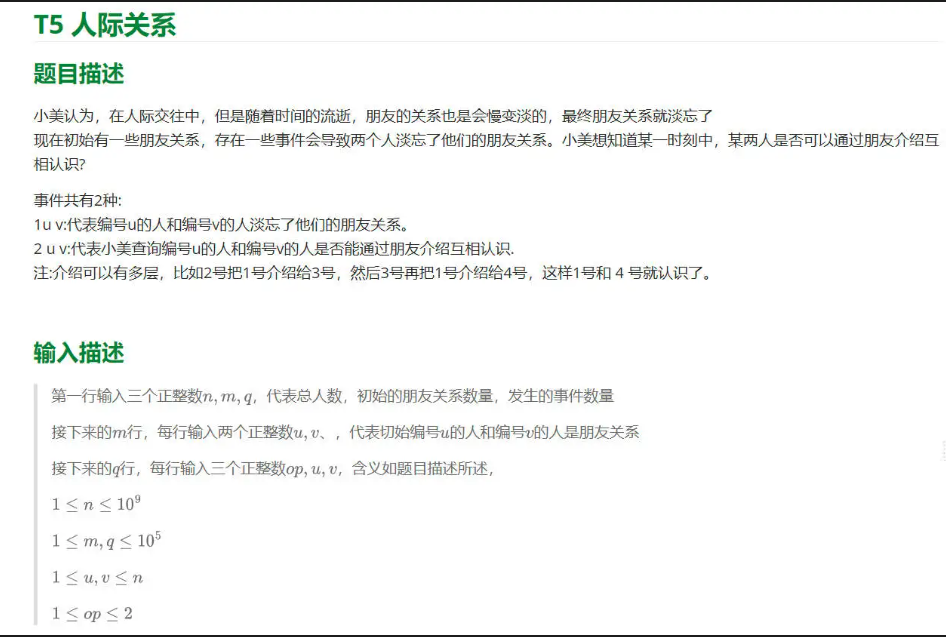 T5 人际关系
题目描述
小美认为，在人际交往中，但是随着时间的流逝，朋友的关系也是会慢变淡的，最终朋友关系就淡忘了
现在初始有一些朋友关系，存在一些事件会导致两个人淡忘了他们的朋友关系。小美想知道某一时刻中，某两人是否可以通过朋友介绍互
相认识?
事件共有2种:
1u v:代表编号u的人和编号v的人淡忘了他们的朋友关系。
2 u v:代表小美查询编号u的人和编号v的人是否能通过朋友介绍互相认识.
注:介绍可以有多层，比如2号把1号介绍给3号，然后3号再把1号介绍给4号，这样1号和 4 号就认识了。
输入描述
第一行输入三个正整数n, m, q，代表总人数，初始的朋友关系数量，发生的事件数量
接下来的m行，每行输入两个正整数u, v、，代表切始编号u的人和编号v的人是朋友关系
接下来的q行，每行输入三个正整数op, u, v，含义如题目描述所述，
1 ≤ n ≤ 10⁹
1 ≤ m, q ≤ 10⁵
1 ≤ u, v ≤ n
1 ≤ op ≤ 2